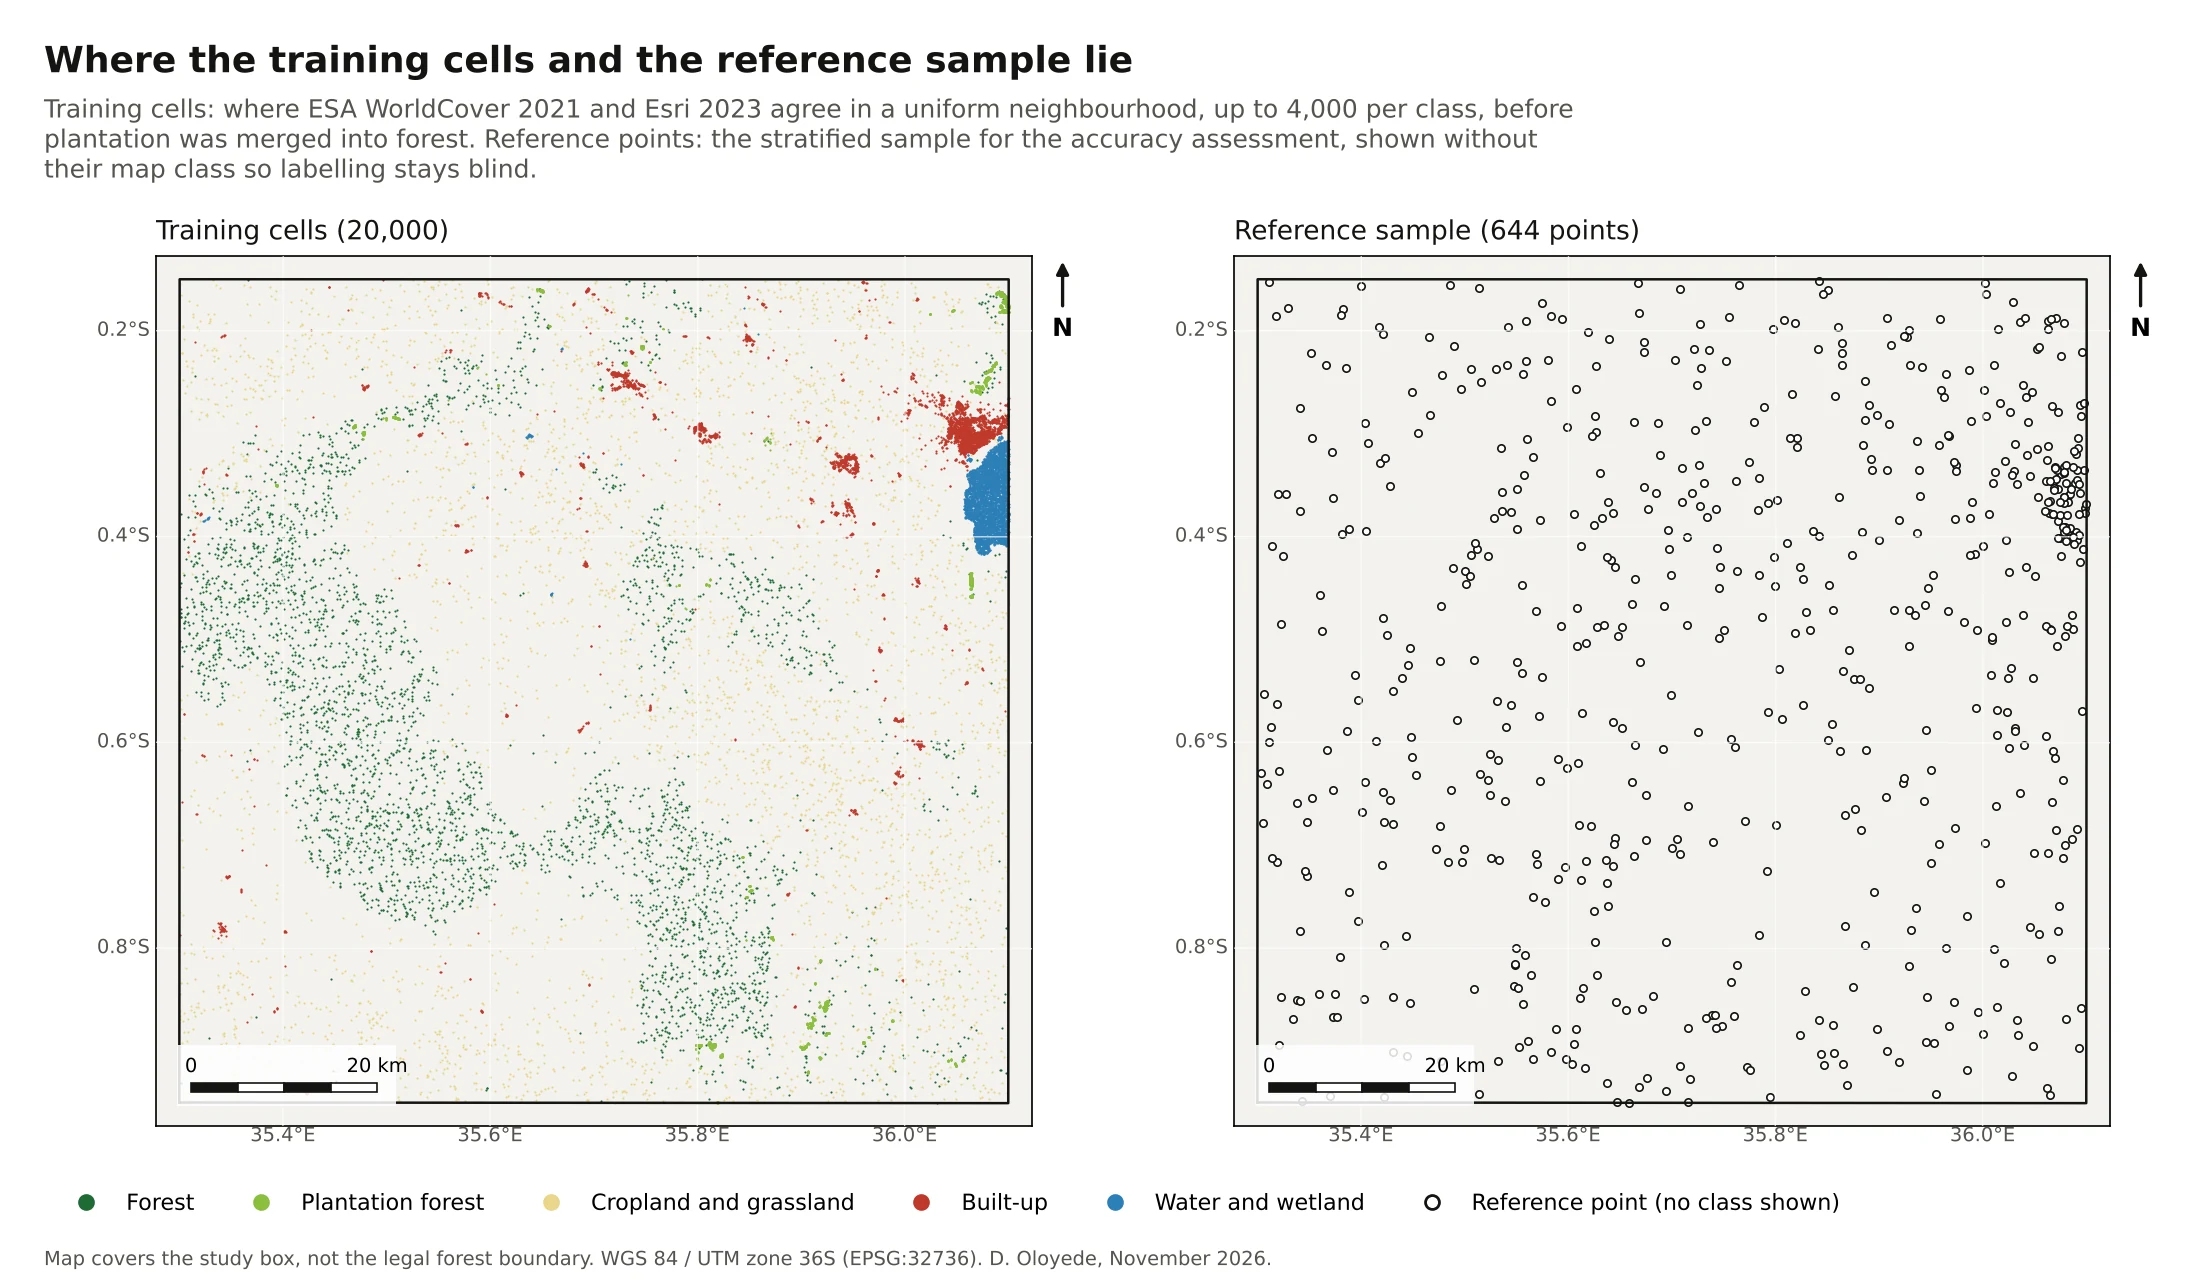 Where the training cells and the reference sample lie
Training cells: where ESA WorldCover 2021 and Esri 2023 agree in a uniform neighbourhood, up to 4,000 per class, before
plantation was merged into forest. Reference points: the stratified sample for the accuracy assessment, shown without
their map class so labelling stays blind.
Training cells (20,000)
N
0.2°S
0.4°S
0.6°S
0.8°S
0
20 km
35.4°E
35.6°E
35.8°E
36.0°E
Reference sample (644 points)
N
0.2°S
0.4°S
0.6°S
0.8°S
0
20 km
35.4°E
35.6°E
35.8°E
36.0°E
Forest
Plantation forest
Cropland and grassland
Built-up
Water and wetland
Reference point (no class shown)
Map covers the study box, not the legal forest boundary. WGS 84 / UTM zone 36S (EPSG:32736). D. Oloyede, November 2026.